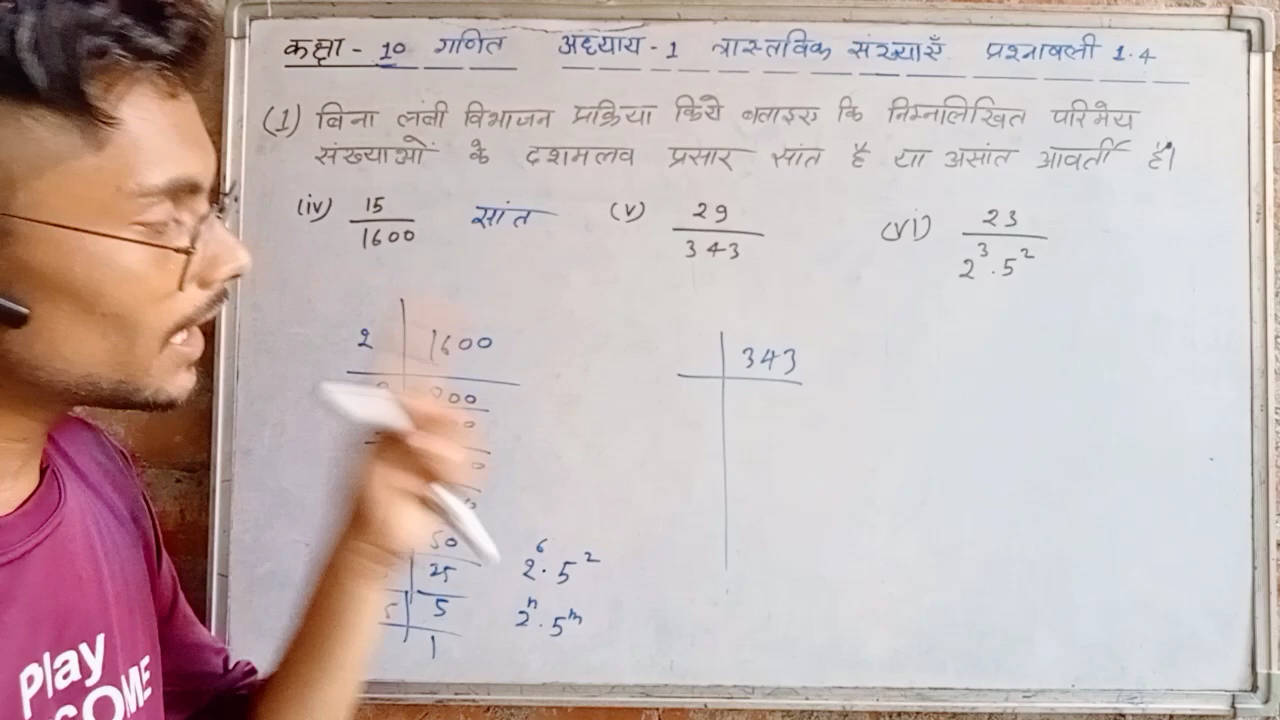 कक्षा - 10 गणित अध्याय - 1 वास्तविक संख्याएँ प्रश्नावली 1.4
(1) बिना लंबी विभाजन प्रक्रिया किये बताइए कि निम्नलिखित परिमेय
संख्याओं के दशमलव प्रसार सांत है या असांत आवर्ती है।
(iv) 15/1600 सांत (v) 29/343 (vi) 23/2³.5²
2 | 1600
343
50
25
5 | 5
1
2⁶.5²
2ⁿ.5ᵐ
Play